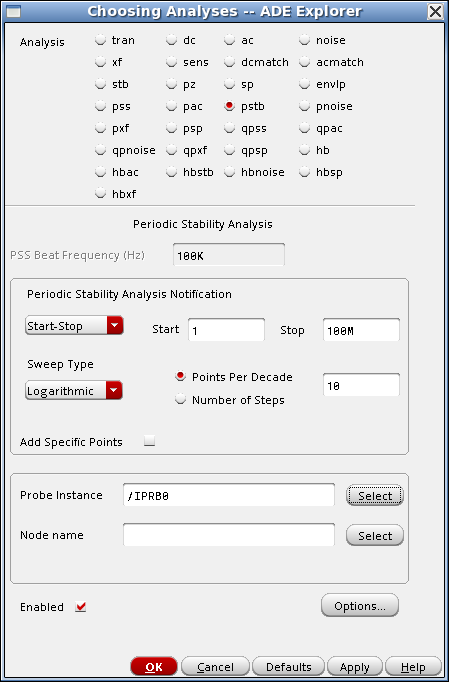 Choosing Analyses -- ADE Explorer
Analysis tran dc ac noise
xf sens dcmatch acmatch
stb pz sp envlp
pss pac pstb pnoise
pxf psp qpss qpac
qpnoise qpxf qpsp hb
hbac hbstb hbnoise hbsp
hbxf
Periodic Stability Analysis
PSS Beat Frequency (Hz) 100K
Periodic Stability Analysis Notification
Start-Stop Start 1 Stop 100M
Sweep Type
Logarithmic
Points Per Decade 10
Number of Steps
Add Specific Points
Probe Instance /IPRB0 Select
Node name Select
Enabled Options...
OK Cancel Defaults Apply Help